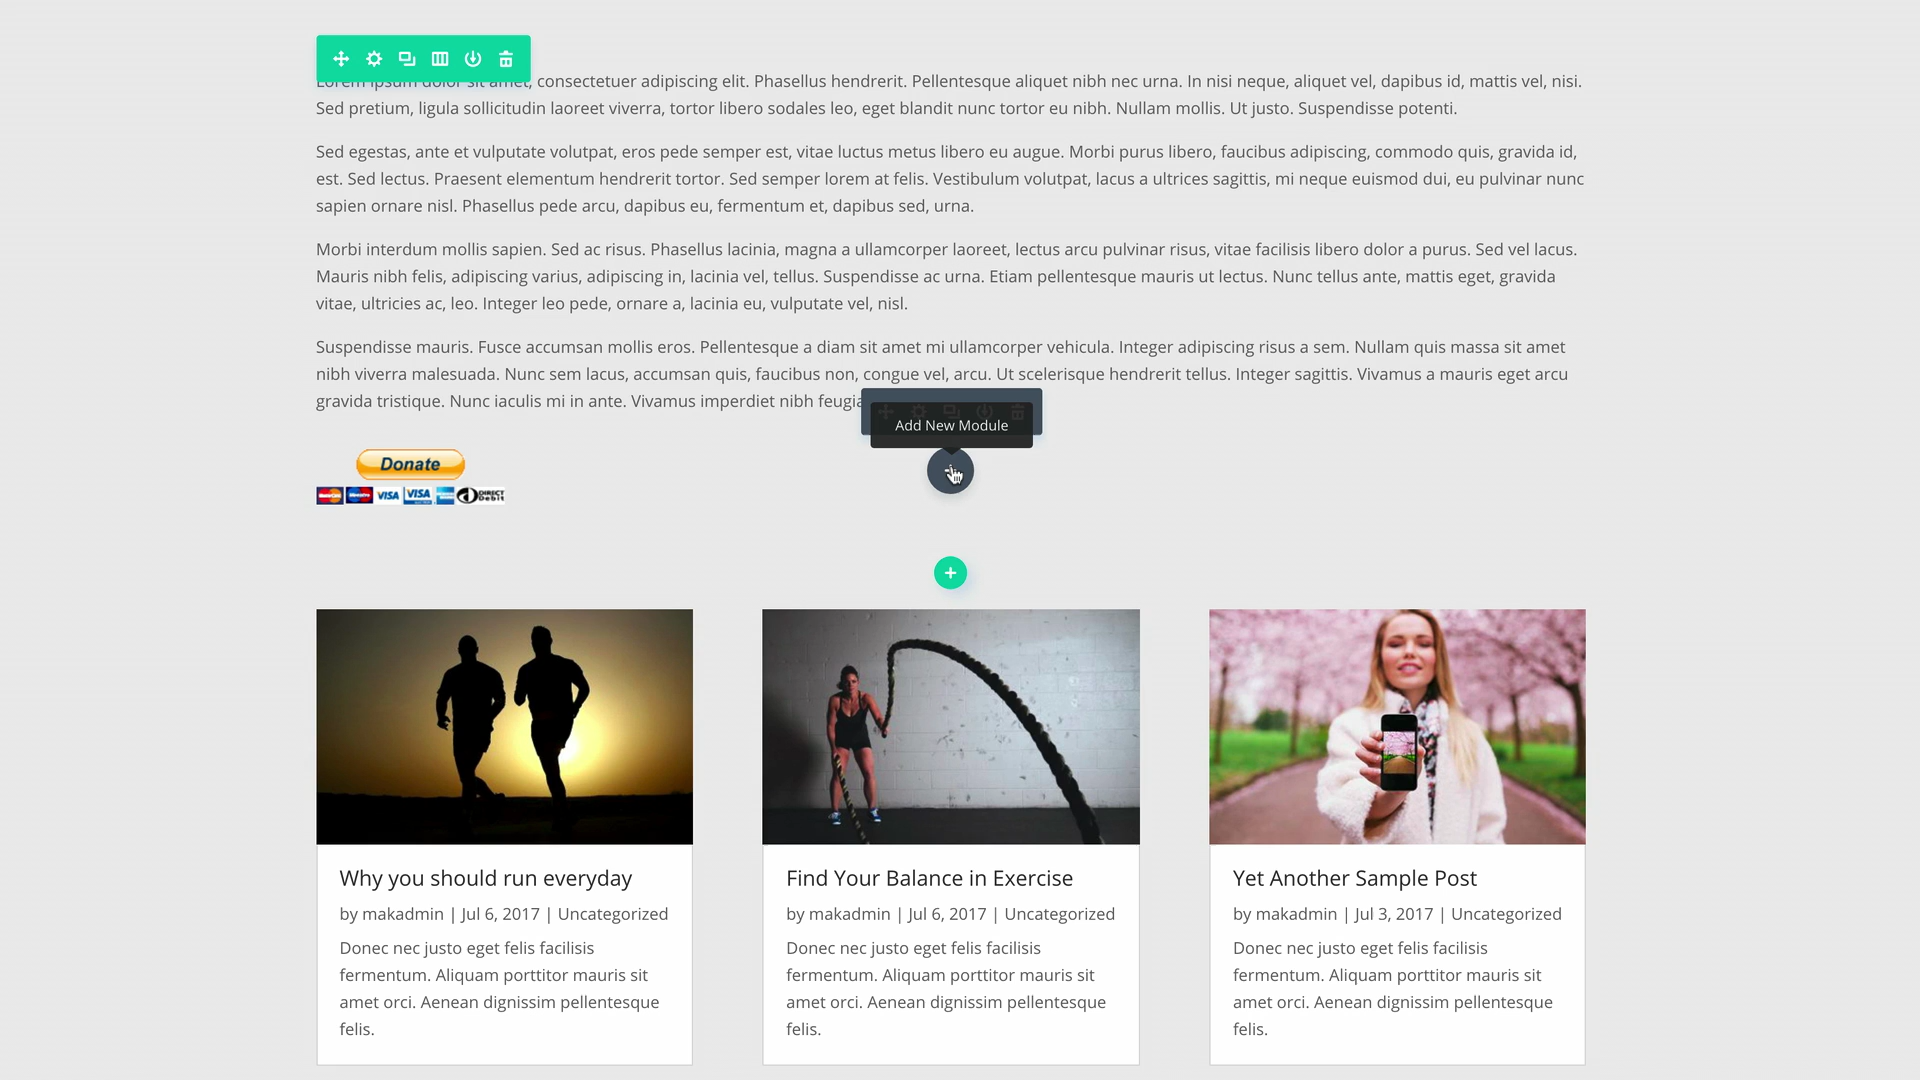 Lorem ipsum dolor sit amet, consectetuer adipiscing elit. Phasellus hendrerit. Pellentesque aliquet nibh nec urna. In nisi neque, aliquet vel, dapibus id, mattis vel, nisi.
Sed pretium, ligula sollicitudin laoreet viverra, tortor libero sodales leo, eget blandit nunc tortor eu nibh. Nullam mollis. Ut justo. Suspendisse potenti.
Sed egestas, ante et vulputate volutpat, eros pede semper est, vitae luctus metus libero eu augue. Morbi purus libero, faucibus adipiscing, commodo quis, gravida id,
est. Sed lectus. Praesent elementum hendrerit tortor. Sed semper lorem at felis. Vestibulum volutpat, lacus a ultrices sagittis, mi neque euismod dui, eu pulvinar nunc
sapien ornare nisl. Phasellus pede arcu, dapibus eu, fermentum et, dapibus sed, urna.
Morbi interdum mollis sapien. Sed ac risus. Phasellus lacinia, magna a ullamcorper laoreet, lectus arcu pulvinar risus, vitae facilisis libero dolor a purus. Sed vel lacus.
Mauris nibh felis, adipiscing varius, adipiscing in, lacinia vel, tellus. Suspendisse ac urna. Etiam pellentesque mauris ut lectus. Nunc tellus ante, mattis eget, gravida
vitae, ultricies ac, leo. Integer leo pede, ornare a, lacinia eu, vulputate vel, nisl.
Suspendisse mauris. Fusce accumsan mollis eros. Pellentesque a diam sit amet mi ullamcorper vehicula. Integer adipiscing risus a sem. Nullam quis massa sit amet
nibh viverra malesuada. Nunc sem lacus, accumsan quis, faucibus non, congue vel, arcu. Ut scelerisque hendrerit tellus. Integer sagittis. Vivamus a mauris eget arcu
gravida tristique. Nunc iaculis mi in ante. Vivamus imperdiet nibh feugia
Add New Module
Donate
VISA VISA DIRECT Debit
Why you should run everyday
by makadmin | Jul 6, 2017 | Uncategorized
Donec nec justo eget felis facilisis
fermentum. Aliquam porttitor mauris sit
amet orci. Aenean dignissim pellentesque
felis.
Find Your Balance in Exercise
by makadmin | Jul 6, 2017 | Uncategorized
Donec nec justo eget felis facilisis
fermentum. Aliquam porttitor mauris sit
amet orci. Aenean dignissim pellentesque
felis.
Yet Another Sample Post
by makadmin | Jul 3, 2017 | Uncategorized
Donec nec justo eget felis facilisis
fermentum. Aliquam porttitor mauris sit
amet orci. Aenean dignissim pellentesque
felis.